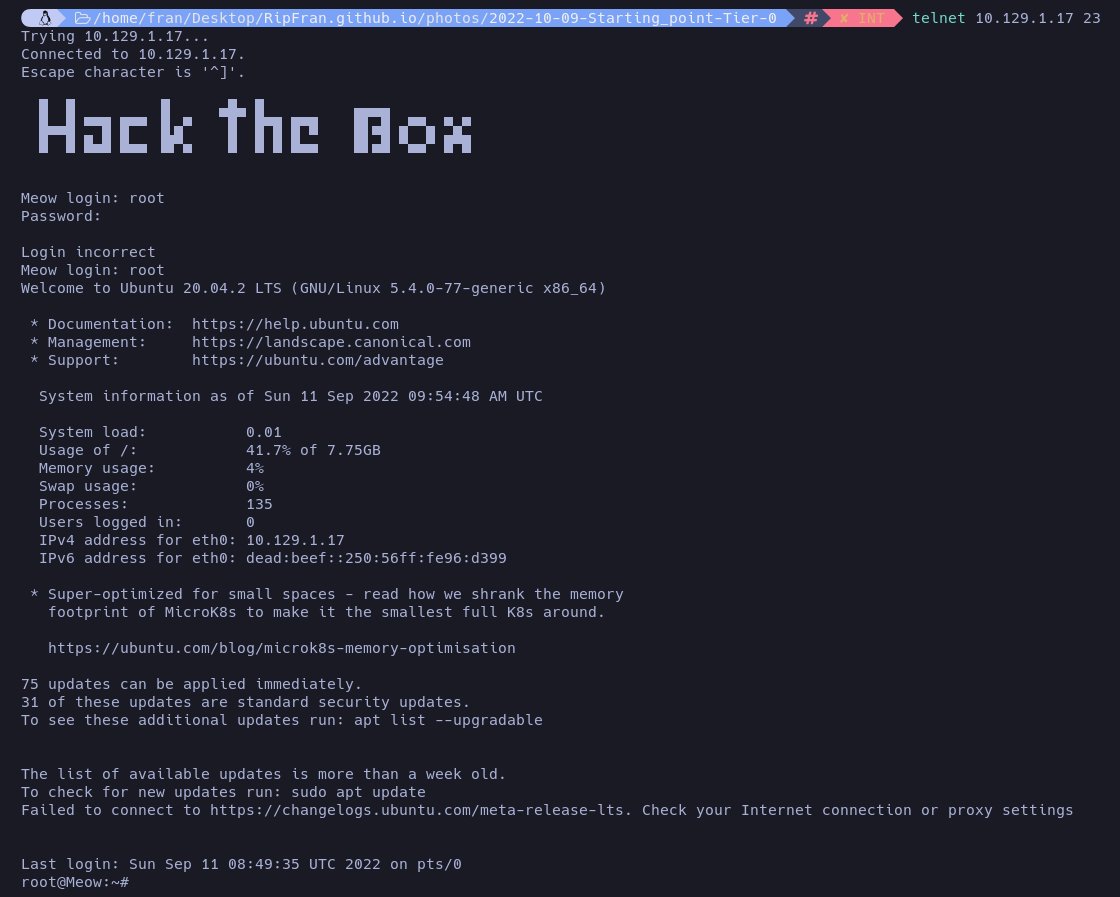 /home/fran/Desktop/RipFran.github.io/photos/2022-10-09-Starting_point-Tier-0 # ✘ INT telnet 10.129.1.17 23
Trying 10.129.1.17...
Connected to 10.129.1.17.
Escape character is '^]'.
Hack the Box
Meow login: root
Password:
Login incorrect
Meow login: root
Welcome to Ubuntu 20.04.2 LTS (GNU/Linux 5.4.0-77-generic x86_64)
* Documentation:  https://help.ubuntu.com
* Management:     https://landscape.canonical.com
* Support:        https://ubuntu.com/advantage
System information as of Sun 11 Sep 2022 09:54:48 AM UTC
System load:           0.01
Usage of /:            41.7% of 7.75GB
Memory usage:          4%
Swap usage:            0%
Processes:             135
Users logged in:       0
IPv4 address for eth0: 10.129.1.17
IPv6 address for eth0: dead:beef::250:56ff:fe96:d399
* Super-optimized for small spaces - read how we shrank the memory
footprint of MicroK8s to make it the smallest full K8s around.
https://ubuntu.com/blog/microk8s-memory-optimisation
75 updates can be applied immediately.
31 of these updates are standard security updates.
To see these additional updates run: apt list --upgradable
The list of available updates is more than a week old.
To check for new updates run: sudo apt update
Failed to connect to https://changelogs.ubuntu.com/meta-release-lts. Check your Internet connection or proxy settings
Last login: Sun Sep 11 08:49:35 UTC 2022 on pts/0
root@Meow:~#